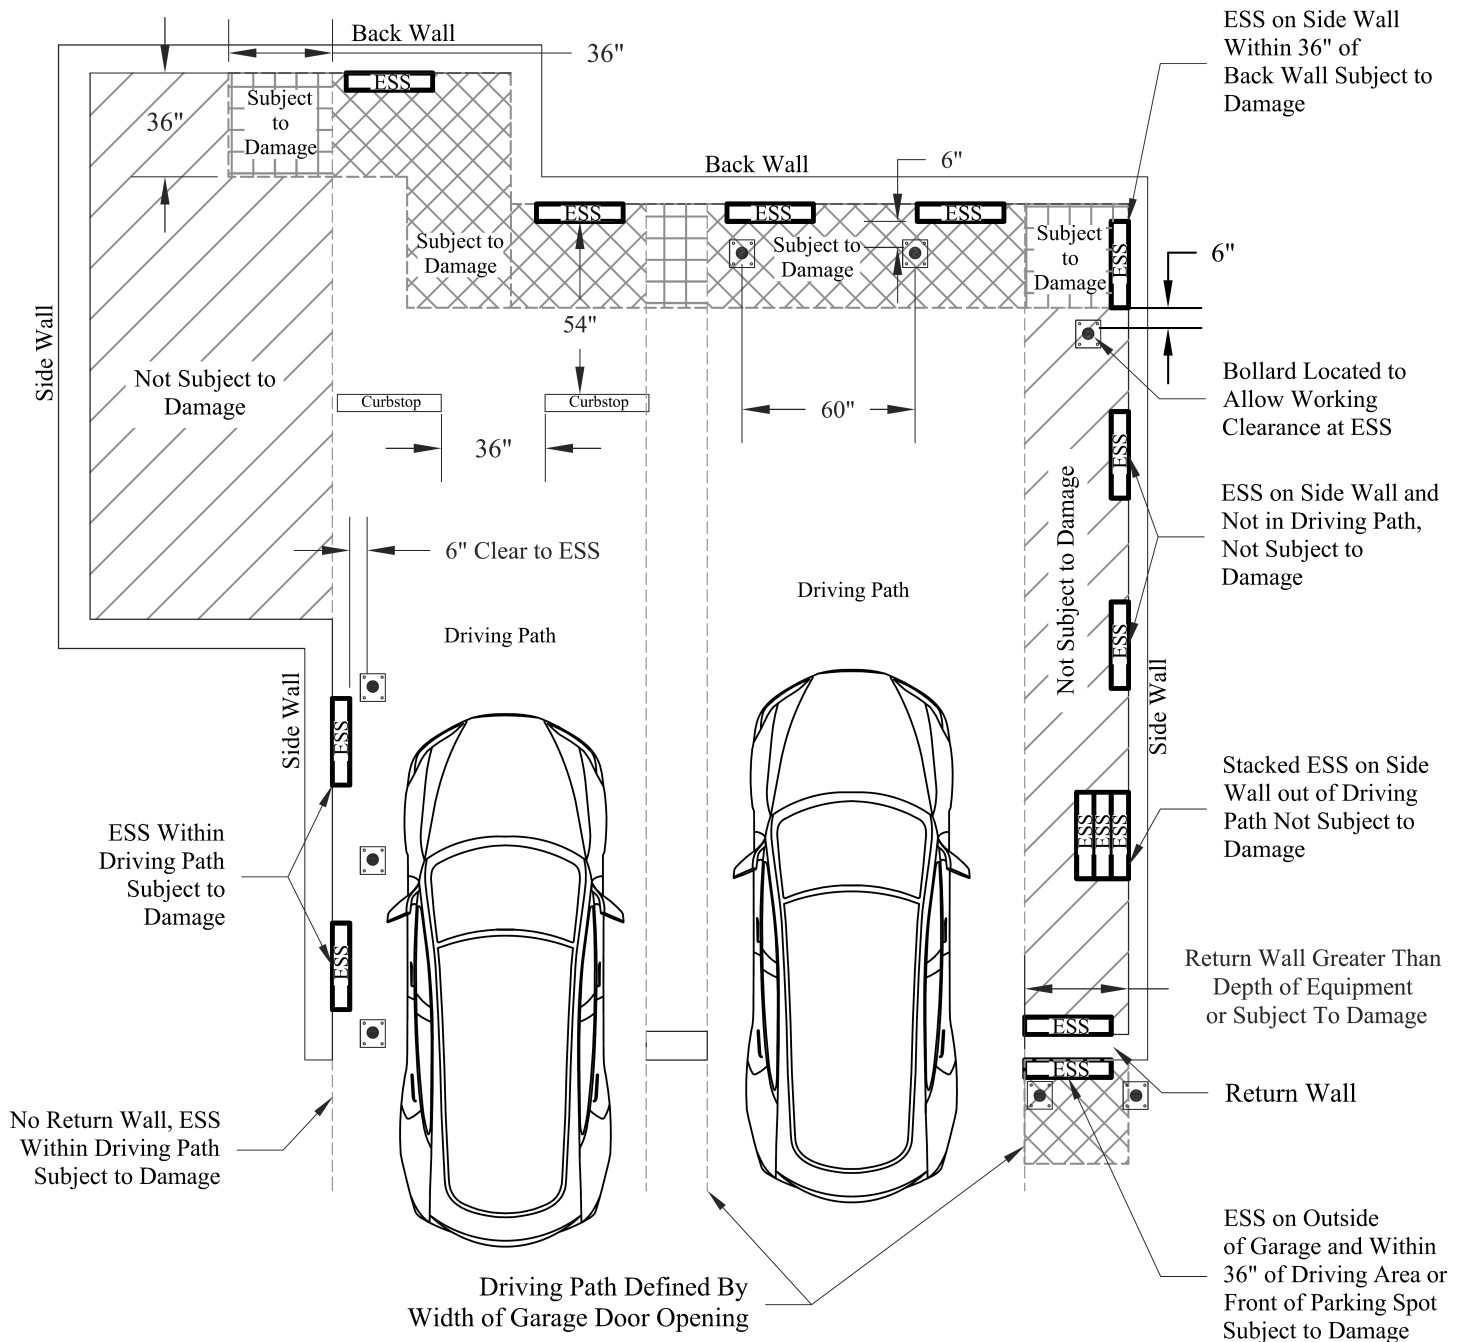 Back Wall
36"
ESS
Subject
to
Damage
36"
ESS on Side Wall
Within 36" of
Back Wall Subject to
Damage
Back Wall
6"
ESS
ESS
ESS
Subject to
Damage
Subject to
Damage
Subject
to
Damage
ESS
6"
54"
Side Wall
Not Subject to
Damage
Curbstop
Curbstop
60"
36"
Bollard Located to
Allow Working
Clearance at ESS
ESS
ESS on Side Wall and
Not in Driving Path,
Not Subject to
Damage
Not Subject to Damage
6" Clear to ESS
Driving Path
Driving Path
ESS
Side Wall
Side Wall
ESS
ESS Within
Driving Path
Subject to
Damage
ESS
Stacked ESS on Side
Wall out of Driving
Path Not Subject to
Damage
ESS
ESS
ESS
Return Wall Greater Than
Depth of Equipment
or Subject To Damage
ESS
ESS
Return Wall
No Return Wall, ESS
Within Driving Path
Subject to Damage
ESS on Outside
of Garage and Within
36" of Driving Area or
Front of Parking Spot
Subject to Damage
Driving Path Defined By
Width of Garage Door Opening